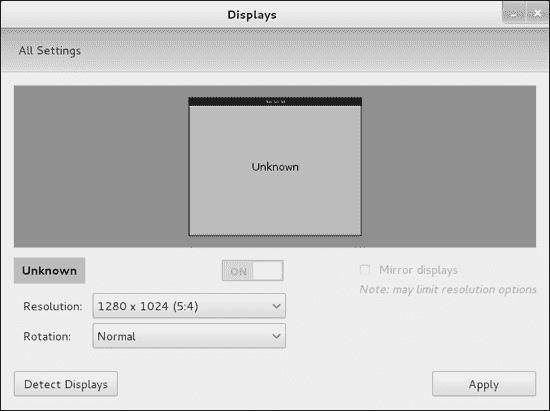 Displays
All Settings
Unknown
Unknown
ON
Mirror displays
Note: may limit resolution options
Resolution: 1280 x 1024 (5:4)
Rotation: Normal
Detect Displays
Apply